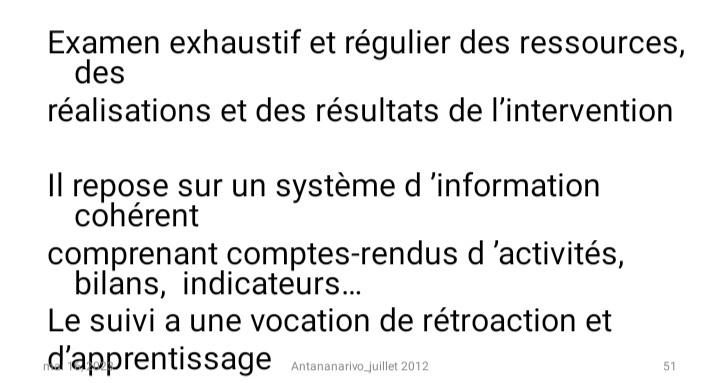 Examen exhaustif et régulier des ressources,
des
réalisations et des résultats de l’intervention
Il repose sur un système d ’information
cohérent
comprenant comptes-rendus d ’activités,
bilans, indicateurs...
Le suivi a une vocation de rétroaction et
d’apprentissage
Antananarivo_juillet 2012
51